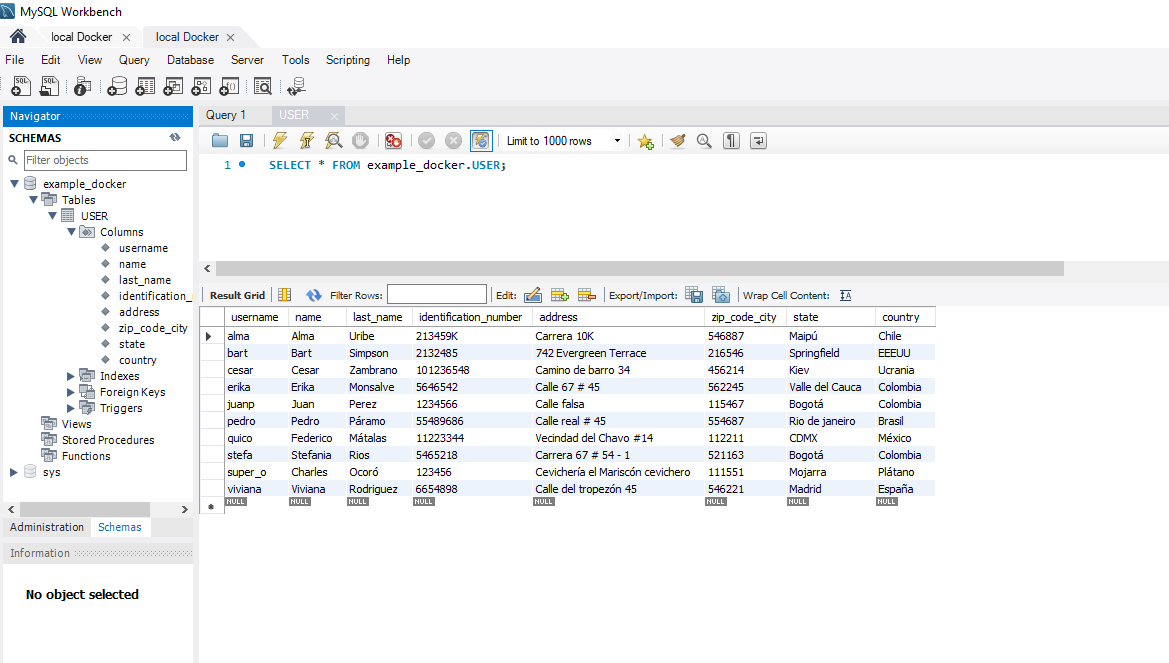 MySQL Workbench
local Docker × local Docker ×
File Edit View Query Database Server Tools Scripting Help
Navigator
SCHEMAS
Filter objects
example_docker
Tables
USER
Columns
username
name
last_name
identification_
address
zip_code_city
state
country
Indexes
Foreign Keys
Triggers
Views
Stored Procedures
Functions
sys
Administration Schemas
Information
No object selected
Query 1 USER ×
Limit to 1000 rows
1 SELECT * FROM example_docker.USER;
Result Grid Filter Rows: Edit: Export/Import: Wrap Cell Content:
username name last_name identification_number address zip_code_city state country
alma Alma Uribe 213459K Carrera 10K 546887 Maipú Chile
bart Bart Simpson 2132485 742 Evergreen Terrace 216546 Springfield EEEUU
cesar Cesar Zambrano 101236548 Camino de barro 34 456214 Kiev Ucrania
erika Erika Monsalve 5646542 Calle 67 # 45 562245 Valle del Cauca Colombia
juanp Juan Perez 1234566 Calle falsa 115467 Bogotá Colombia
pedro Pedro Páramo 55489686 Calle real # 45 554687 Rio de janeiro Brasil
quico Federico Mátalas 11223344 Vecindad del Chavo #14 112211 CDMX México
stefa Stefania Rios 5465218 Carrera 67 # 54 - 1 521163 Bogotá Colombia
super_o Charles Ocoró 123456 Cevichería el Mariscón cevichero 111551 Mojarra Plátano
viviana Viviana Rodriguez 6654898 Calle del tropezón 45 546221 Madrid España
NULL NULL NULL NULL NULL NULL NULL NULL